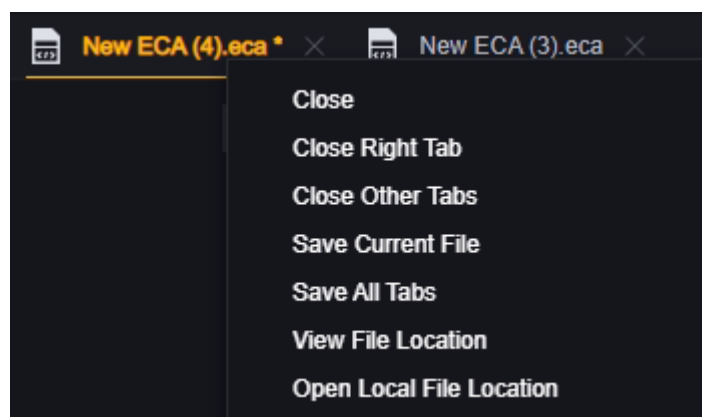 New ECA (4).eca * New ECA (3).eca
Close
Close Right Tab
Close Other Tabs
Save Current File
Save All Tabs
View File Location
Open Local File Location